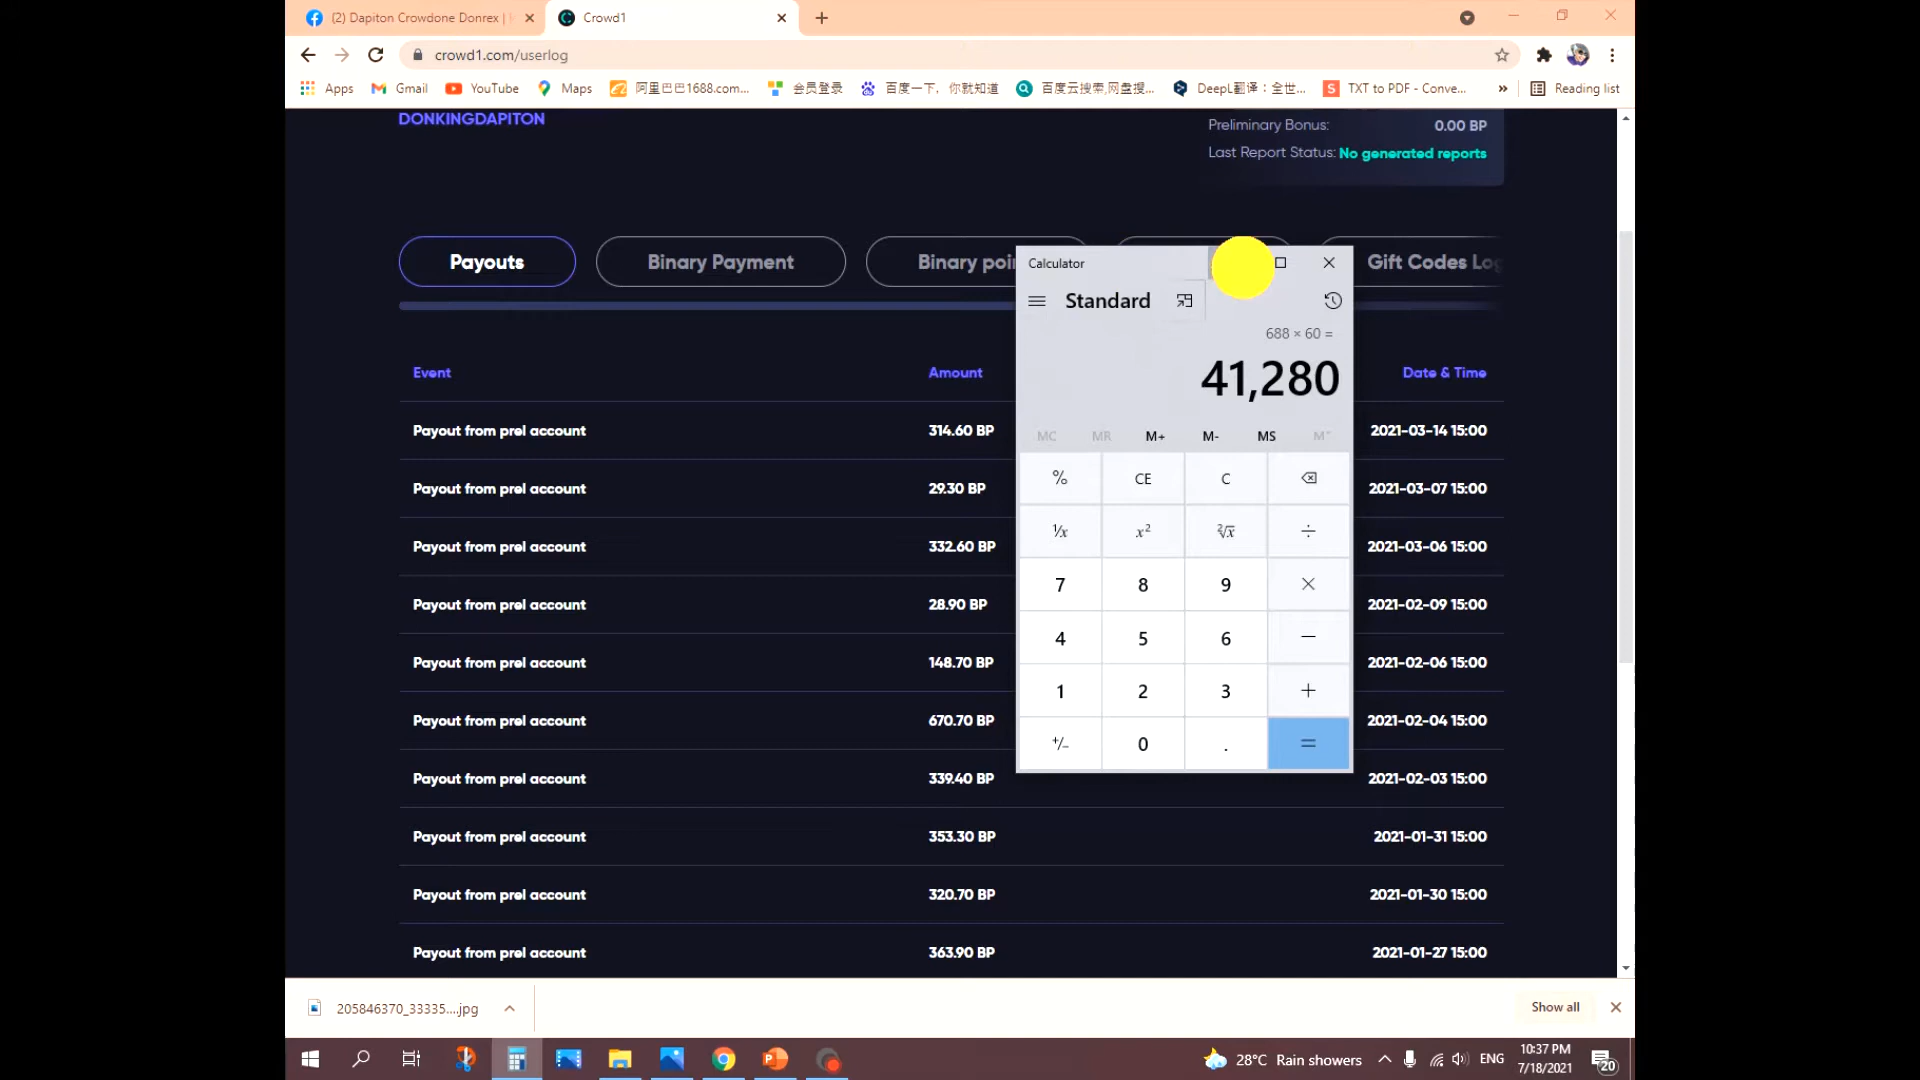 (2) Dapiton Crowdone Donrex |
Crowd1
crowd1.com/userlog
Apps Gmail YouTube Maps 阿里巴巴1688.com... 会员登录 百度一下，你就知道 百度云搜索,网盘搜... DeepL翻译：全世... TXT to PDF - Conve... » Reading list
DONKINGDAPITON
Preliminary Bonus: 0.00 BP
Last Report Status: No generated reports
Payouts Binary Payment Binary poi Gift Codes Log
Calculator
Standard
688 × 60 =
41,280
MC MR M+ M- MS M˅
% CE C
¹/x x² ²√x ÷
7 8 9 ×
4 5 6 −
1 2 3 +
+/− 0 . =
Event Amount Date & Time
Payout from prel account 314.60 BP 2021-03-14 15:00
Payout from prel account 29.30 BP 2021-03-07 15:00
Payout from prel account 332.60 BP 2021-03-06 15:00
Payout from prel account 28.90 BP 2021-02-09 15:00
Payout from prel account 148.70 BP 2021-02-06 15:00
Payout from prel account 670.70 BP 2021-02-04 15:00
Payout from prel account 339.40 BP 2021-02-03 15:00
Payout from prel account 353.30 BP 2021-01-31 15:00
Payout from prel account 320.70 BP 2021-01-30 15:00
Payout from prel account 363.90 BP 2021-01-27 15:00
205846370_33335....jpg
Show all
28°C Rain showers ENG 10:37 PM
7/18/2021
20